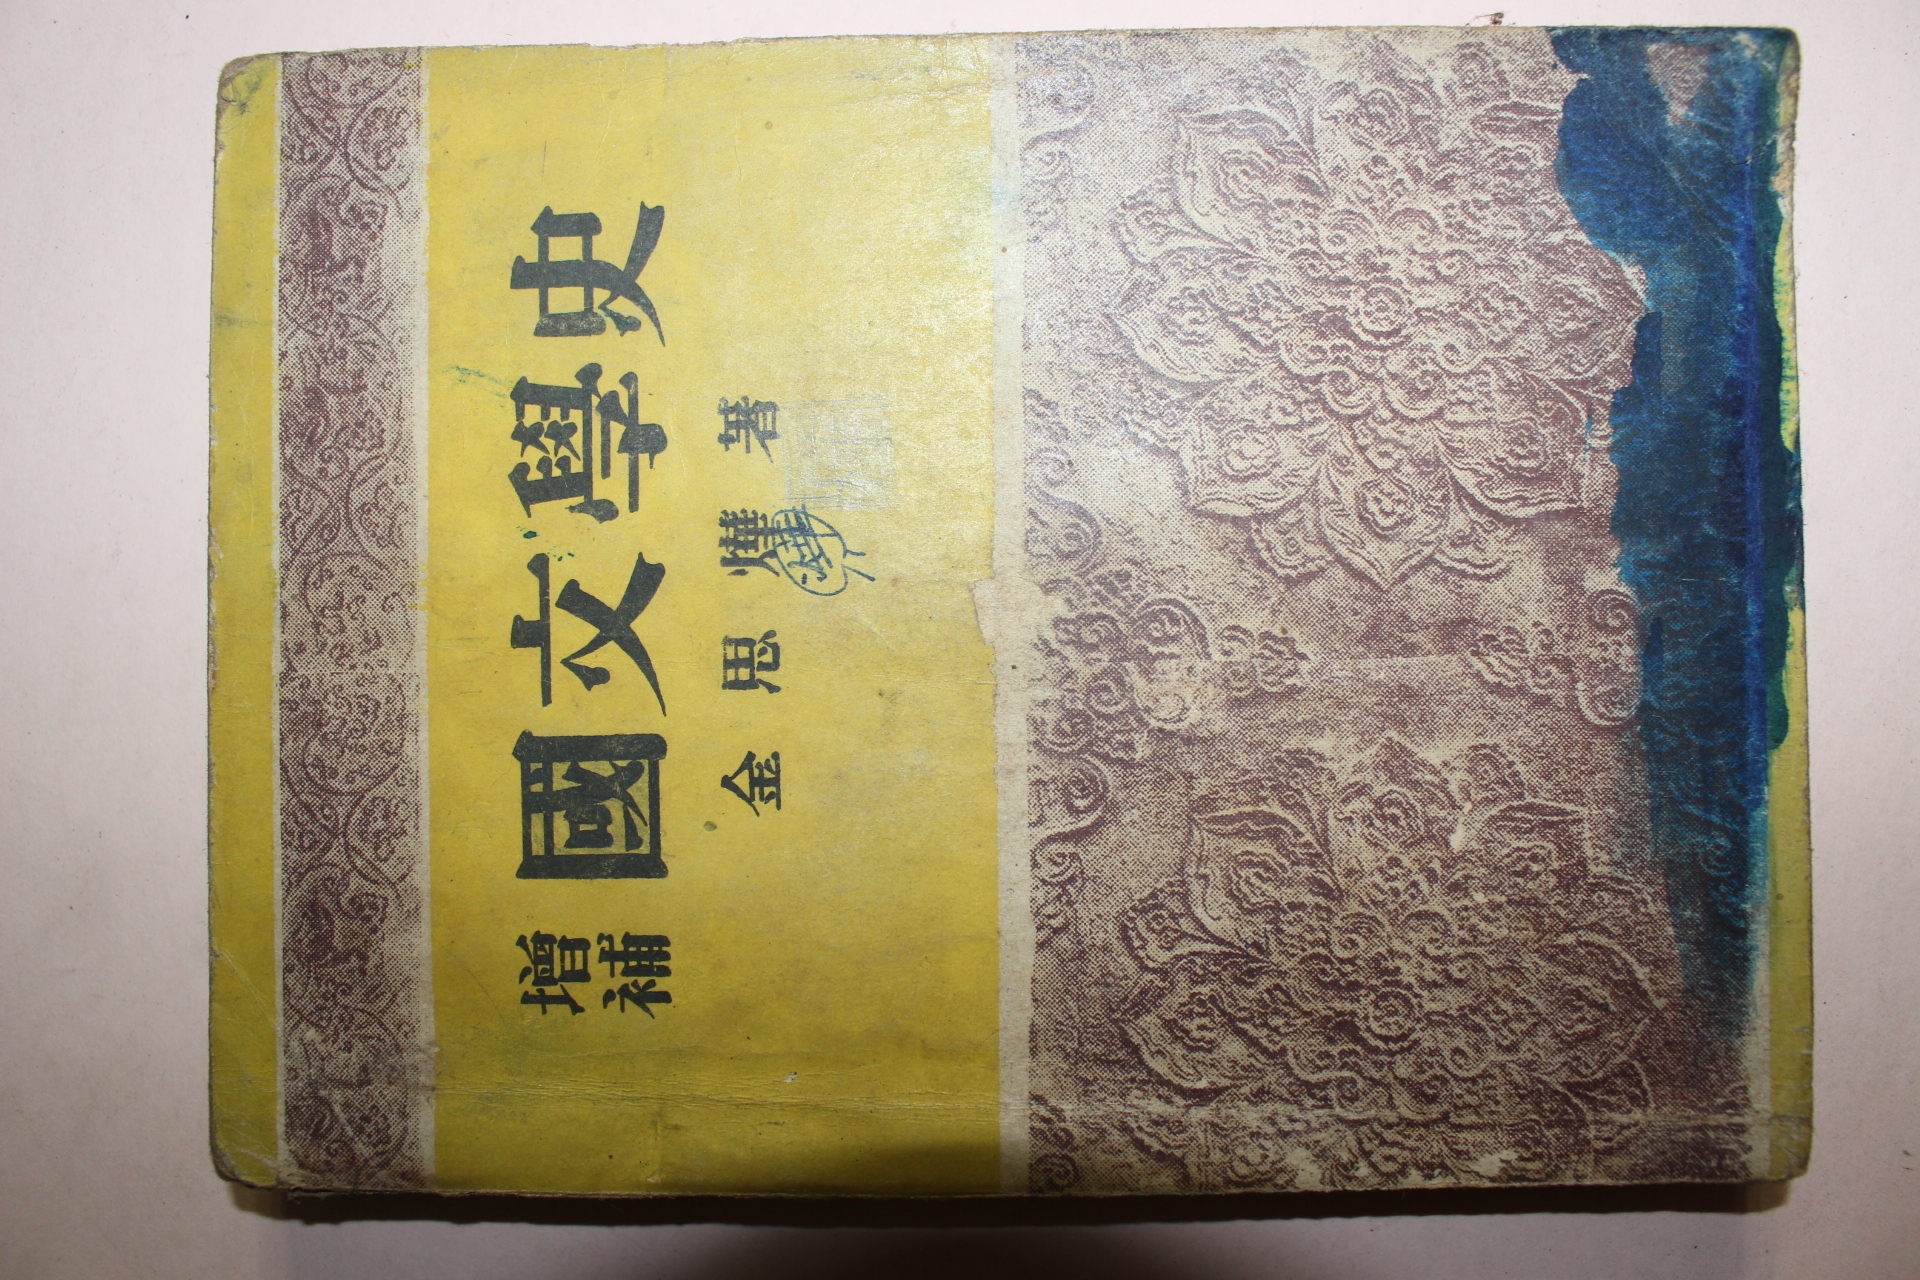 增補 國文學史
金思燁 著